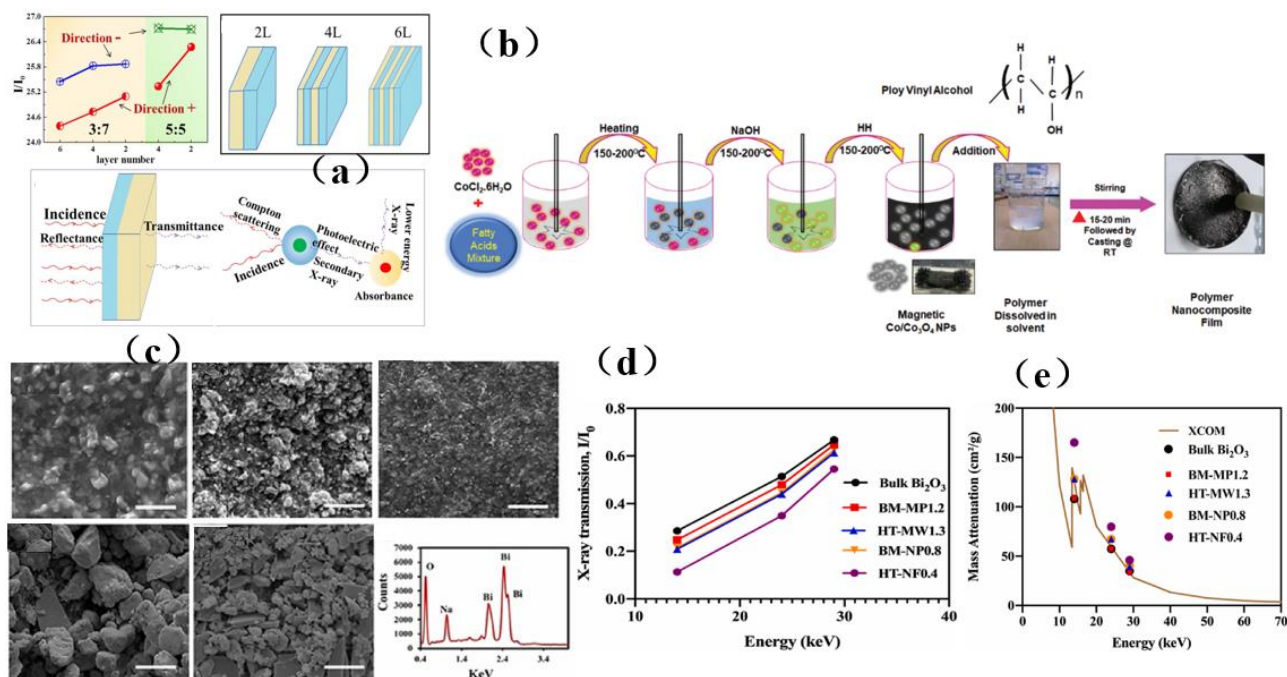 (a)
27.0
26.4
25.8
25.2
24.6
24.0
I/I₀
Direction -
Direction +
3:7
5:5
6
4
2
4
2
layer number
2L
4L
6L
Incidence
Reflectance
Transmittance
Compton
scattering
Photoelectric
effect
Incidence
Secondary
X-ray
Lower energy
X-ray
Absorbance
(b)
Ploy Vinyl Alcohol
H
H
C
C
H
OH
n
CoCl₂.6H₂O
+
Fatty
Acids
Mixture
Heating
150-200⁰C
NaOH
150-200⁰C
HH
150-200⁰C
Addition
Magnetic
Co/Co₃O₄ NPs
Polymer
Dissolved in
solvent
Stirring
15-20 min
Followed by
Casting @
RT
Polymer
Nanocomposite
Film
(c)
7000
6000
5000
4000
3000
2000
1000
0
Counts
O
Na
Bi
Bi
Bi
0.4
1.4
2.4
3.4
KeV
(d)
0.8
0.6
0.4
0.2
0.0
X-ray transmission, I/I₀
Bulk Bi₂O₃
BM-MP1.2
HT-MW1.3
BM-NP0.8
HT-NF0.4
10
20
30
40
Energy (keV)
(e)
200
150
100
50
0
Mass Attenuation (cm²/g)
XCOM
Bulk Bi₂O₃
BM-MP1.2
HT-MW1.3
BM-NP0.8
HT-NF0.4
0
10
20
30
40
50
60
70
Energy (keV)